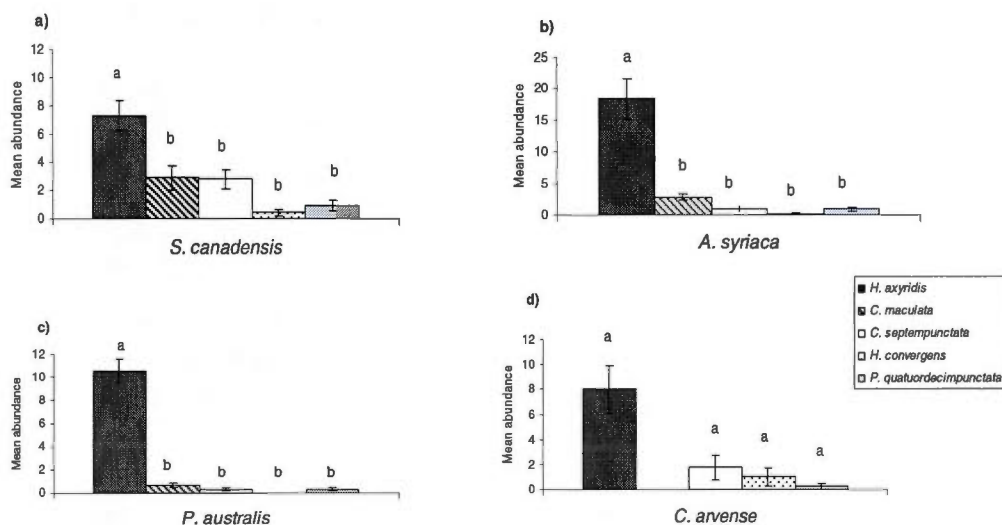 a)
12
10
8
6
4
2
0
Mean abundance
a
b
b
b
b
S. canadensis
b)
25
20
15
10
5
0
Mean abundance
a
b
b
b
b
A. syriaca
c)
12
10
8
6
4
2
0
Mean abundance
a
b
b
b
b
P. australis
d)
12
10
8
6
4
2
0
Mean abundance
a
a
a
a
C. arvense
H. axyridis
C. maculata
C. septempunctata
H. convergens
P. quatuordecimpunctata